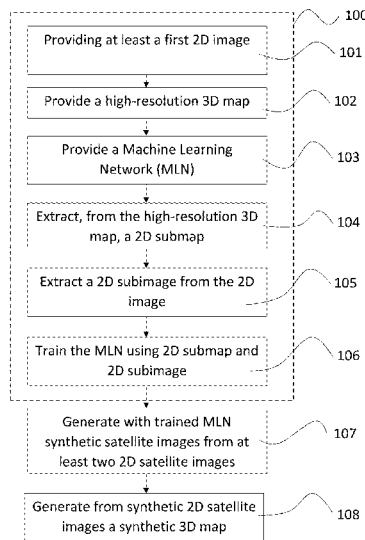 100
Providing at least a first 2D image
101
Provide a high-resolution 3D map
102
Provide a Machine Learning
Network (MLN)
103
Extract, from the high-resolution 3D
map, a 2D submap
104
Extract a 2D subimage from the 2D
image
105
Train the MLN using 2D submap and
2D subimage
106
Generate with trained MLN
synthetic satellite images from at
least two 2D satellite images
107
Generate from synthetic 2D satellite
images a synthetic 3D map
108